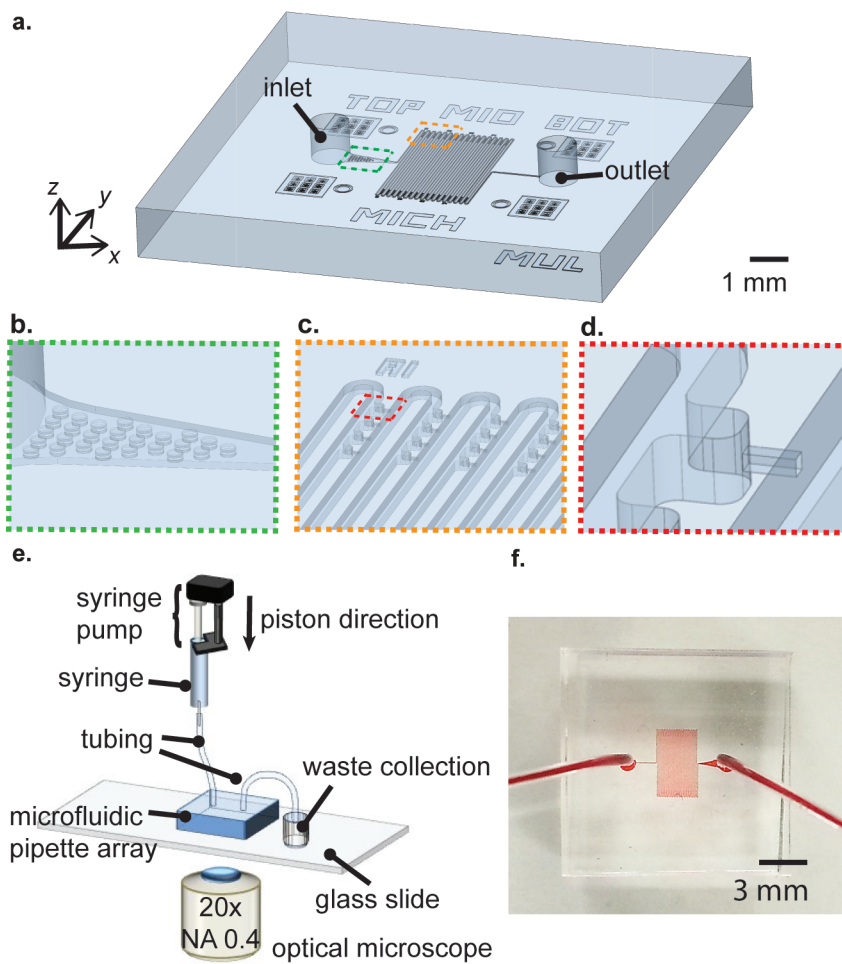 a.
TOP MID BOT
inlet
outlet
MICH
MUL
z
y
x
1 mm
b.
c.
d.
A1
e.
f.
syringe
pump
piston direction
syringe
tubing
waste collection
microfluidic
pipette array
glass slide
20x
NA 0.4
optical microscope
3 mm